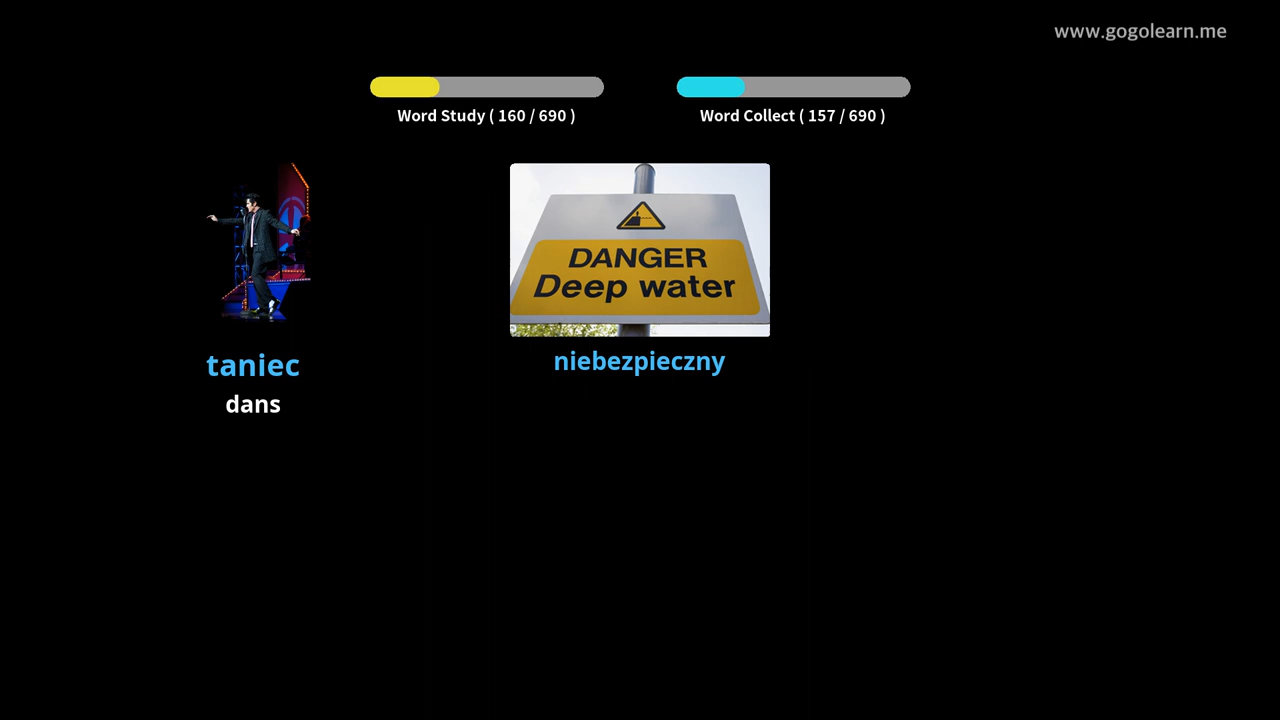 www.gogolearn.me
Word Study ( 160 / 690 )
Word Collect ( 157 / 690 )
DANGER
Deep water
taniec
dans
niebezpieczny